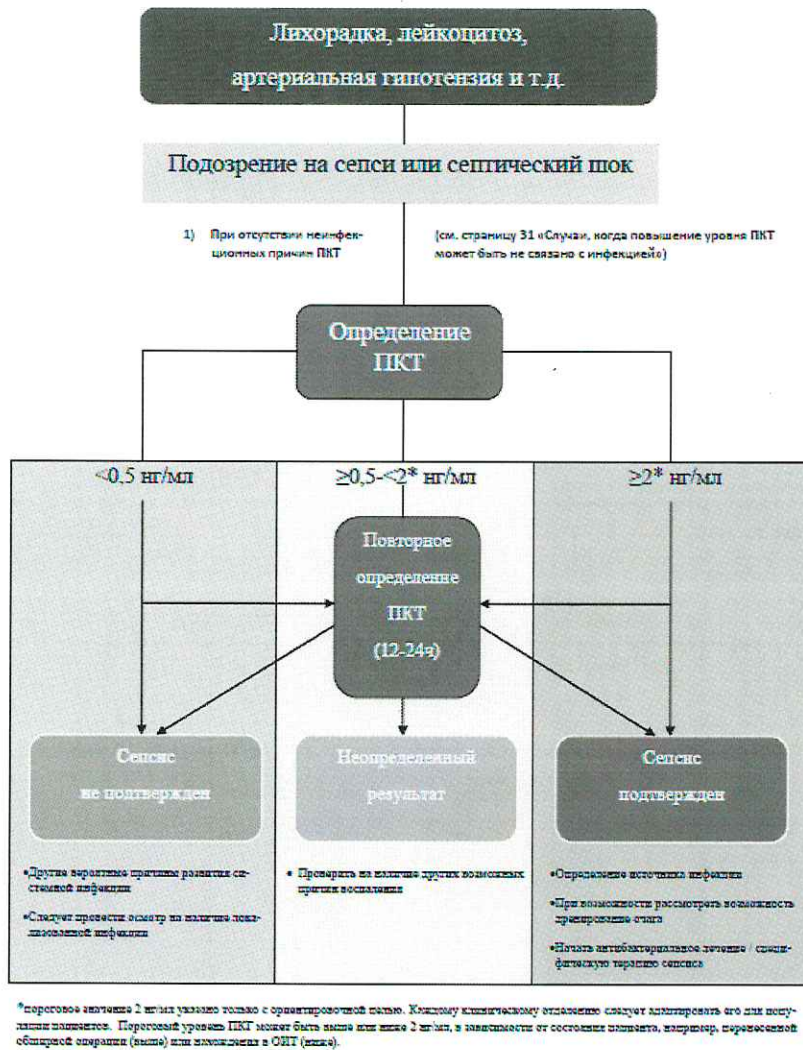 Лихорадка, лейкоцитоз,
артериальная гипотензия и т.д.
Подозрение на сепси или септический шок
1) При отсутствии неинфек-
ционных причин ПКТ
(см. страницу 31 «Случаи, когда повышение уровня ПКТ
может быть не связано с инфекцией»)
Определение
ПКТ
<0,5 нг/мл
≥0,5-<2* нг/мл
≥2* нг/мл
Повторное
определение
ПКТ
(12-24ч)
Сепсис
не подтвержден
Неопределенный
результат
Сепсис
подтвержден
•Другие вероятные причины развития си-
стемной инфекции
•Следует провести осмотр на наличие лока-
лизованной инфекции
• Проверить на наличие других возможных
причин воспаления
•Определение источника инфекции
•При возможности рассмотреть возможность
дренирование очага
•Начать антибактериальное лечение / специ-
фическую терапию сепсиса
*пороговое значение 2 нг/мл указано только с ориентировочной целью. Каждому клиническому отделению следует адаптировать его для попу-
ляции пациентов. Пороговый уровень ПКТ может быть выше или ниже 2 нг/мл, в зависимости от состояния пациента, например, перенесенной
обширной операции (выше) или нахождения в ОИТ (ниже).